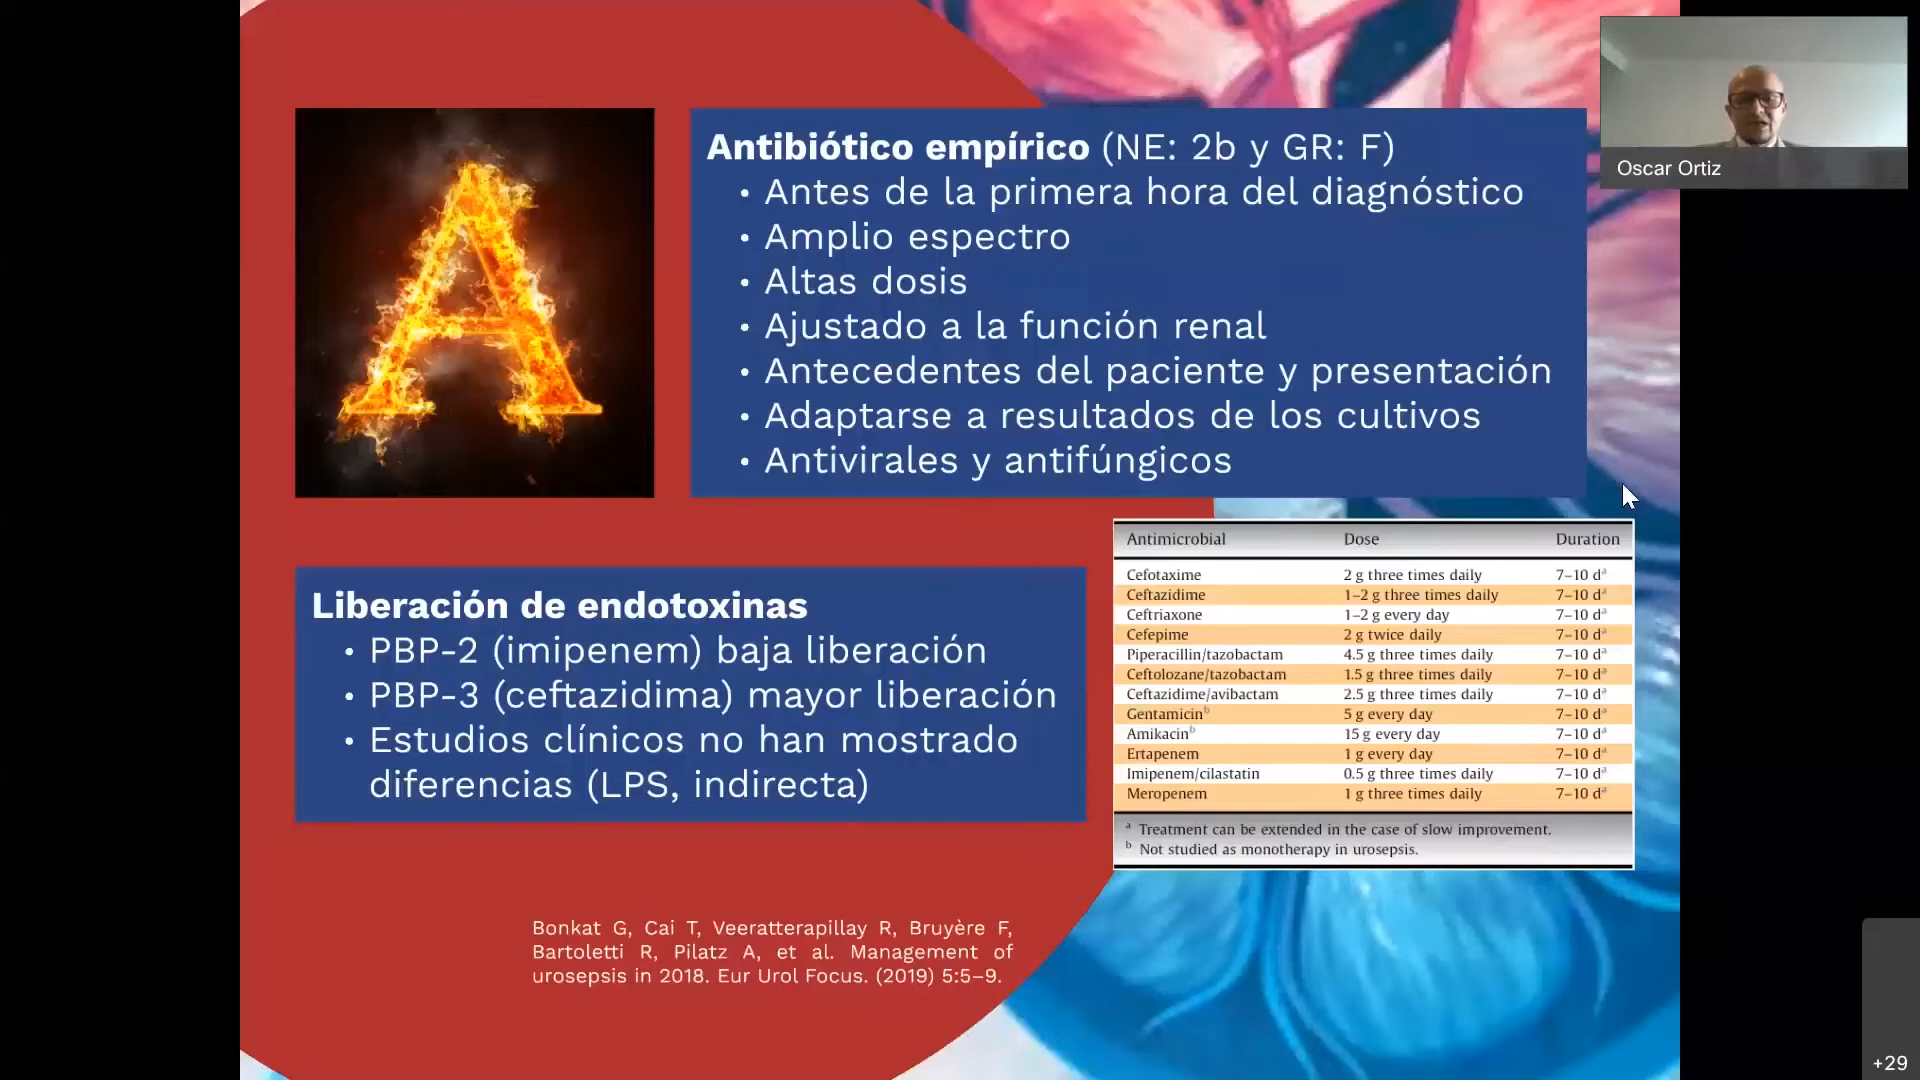 A
Antibiótico empírico (NE: 2b y GR: F)
• Antes de la primera hora del diagnóstico
• Amplio espectro
• Altas dosis
• Ajustado a la función renal
• Antecedentes del paciente y presentación
• Adaptarse a resultados de los cultivos
• Antivirales y antifúngicos
Oscar Ortiz
Liberación de endotoxinas
• PBP-2 (imipenem) baja liberación
• PBP-3 (ceftazidima) mayor liberación
• Estudios clínicos no han mostrado
diferencias (LPS, indirecta)
Antimicrobial Dose Duration
Cefotaxime 2 g three times daily 7–10 dᵃ
Ceftazidime 1–2 g three times daily 7–10 dᵃ
Ceftriaxone 1–2 g every day 7–10 dᵃ
Cefepime 2 g twice daily 7–10 dᵃ
Piperacillin/tazobactam 4.5 g three times daily 7–10 dᵃ
Ceftolozane/tazobactam 1.5 g three times daily 7–10 dᵃ
Ceftazidime/avibactam 2.5 g three times daily 7–10 dᵃ
Gentamicinᵇ 5 g every day 7–10 dᵃ
Amikacinᵇ 15 g every day 7–10 dᵃ
Ertapenem 1 g every day 7–10 dᵃ
Imipenem/cilastatin 0.5 g three times daily 7–10 dᵃ
Meropenem 1 g three times daily 7–10 dᵃ
ᵃ Treatment can be extended in the case of slow improvement.
ᵇ Not studied as monotherapy in urosepsis.
Bonkat G, Cai T, Veeratterapillay R, Bruyère F,
Bartoletti R, Pilatz A, et al. Management of
urosepsis in 2018. Eur Urol Focus. (2019) 5:5–9.
+29